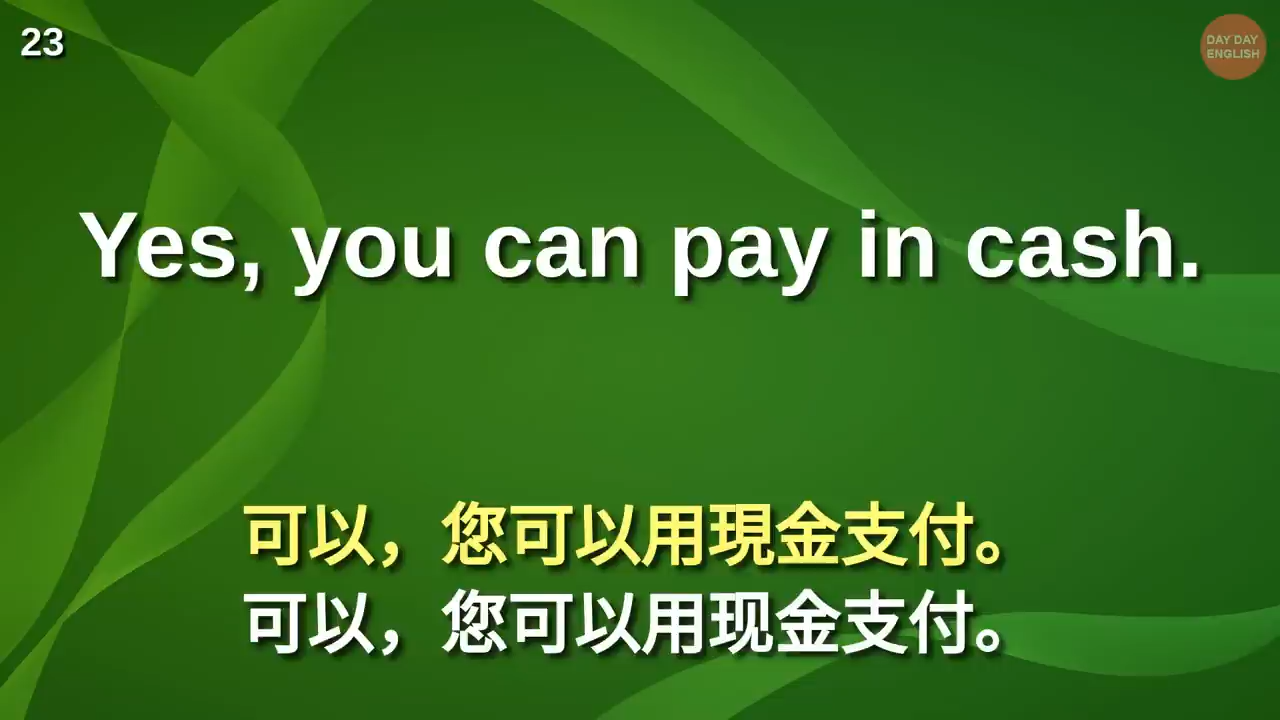 23
DAY DAY
ENGLISH
Yes, you can pay in cash.
可以，您可以用現金支付。
可以，您可以用现金支付。